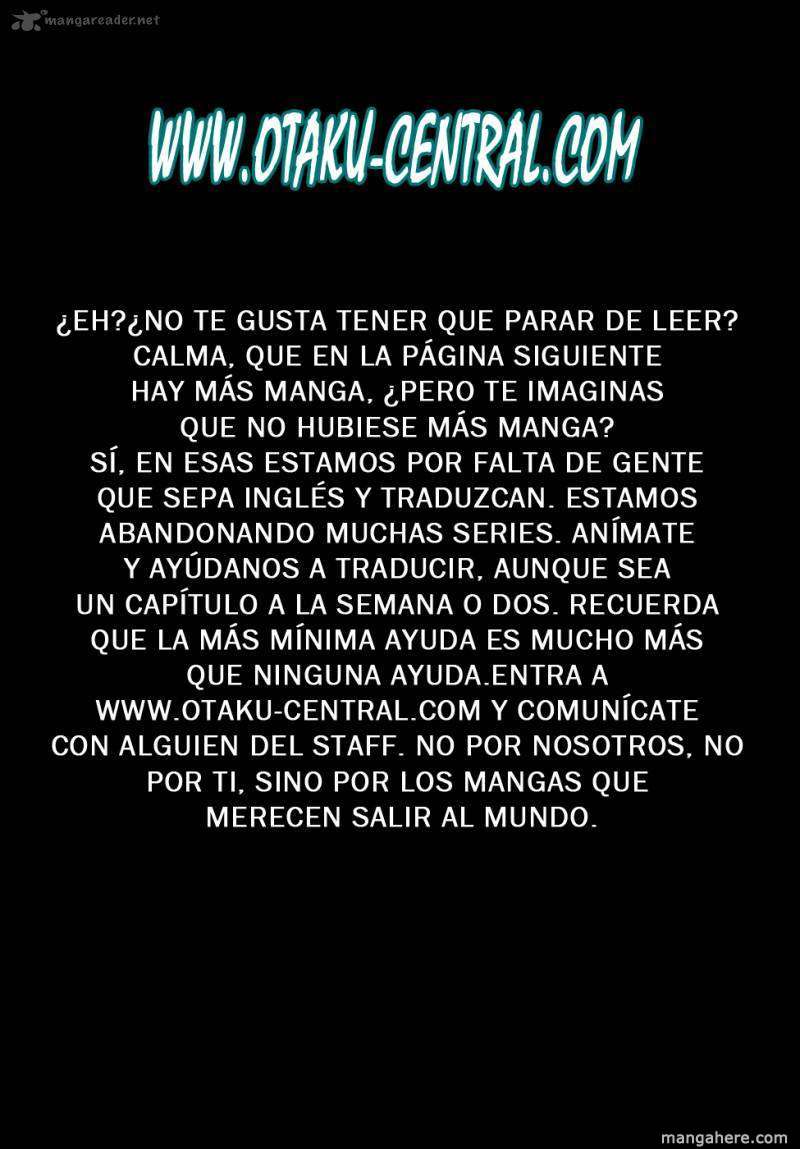 mangareader.net
WWW.OTAKU-CENTRAL.COM
¿EH?¿NO TE GUSTA TENER QUE PARAR DE LEER?
CALMA, QUE EN LA PÁGINA SIGUIENTE
HAY MÁS MANGA, ¿PERO TE IMAGINAS
QUE NO HUBIESE MÁS MANGA?
SÍ, EN ESAS ESTAMOS POR FALTA DE GENTE
QUE SEPA INGLÉS Y TRADUZCAN. ESTAMOS
ABANDONANDO MUCHAS SERIES. ANÍMATE
Y AYÚDANOS A TRADUCIR, AUNQUE SEA
UN CAPÍTULO A LA SEMANA O DOS. RECUERDA
QUE LA MÁS MÍNIMA AYUDA ES MUCHO MÁS
QUE NINGUNA AYUDA.ENTRA A
WWW.OTAKU-CENTRAL.COM Y COMUNÍCATE
CON ALGUIEN DEL STAFF. NO POR NOSOTROS, NO
POR TI, SINO POR LOS MANGAS QUE
MERECEN SALIR AL MUNDO.
mangahere.com